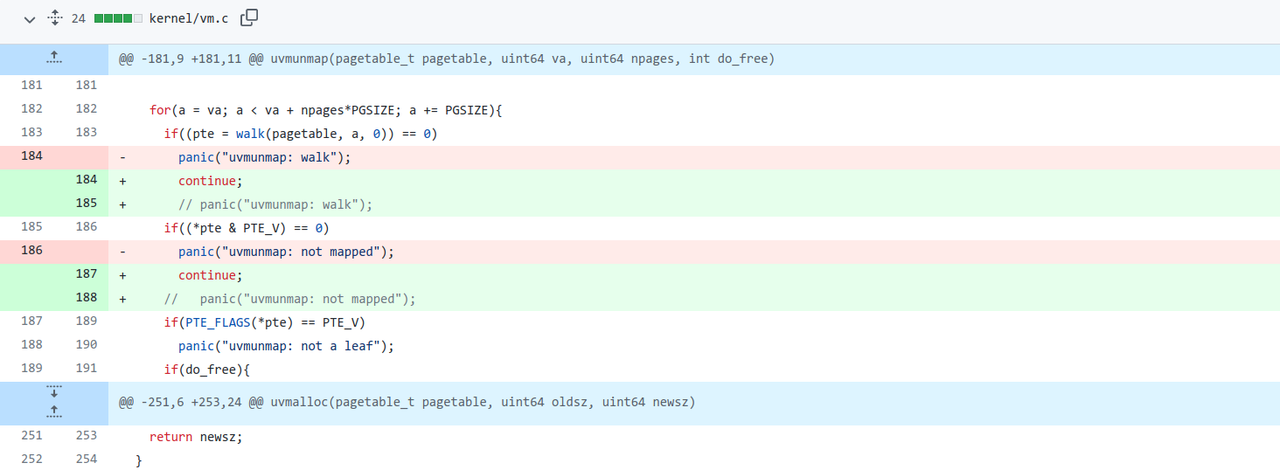 24 kernel/vm.c
@@ -181,9 +181,11 @@ uvmunmap(pagetable_t pagetable, uint64 va, uint64 npages, int do_free)
181 181
182 182 for(a = va; a < va + npages*PGSIZE; a += PGSIZE){
183 183 if((pte = walk(pagetable, a, 0)) == 0)
184 - panic("uvmunmap: walk");
184 + continue;
185 + // panic("uvmunmap: walk");
185 186 if((*pte & PTE_V) == 0)
186 - panic("uvmunmap: not mapped");
187 + continue;
188 + // panic("uvmunmap: not mapped");
187 189 if(PTE_FLAGS(*pte) == PTE_V)
188 190 panic("uvmunmap: not a leaf");
189 191 if(do_free){
@@ -251,6 +253,24 @@ uvmalloc(pagetable_t pagetable, uint64 oldsz, uint64 newsz)
251 253 return newsz;
252 254 }